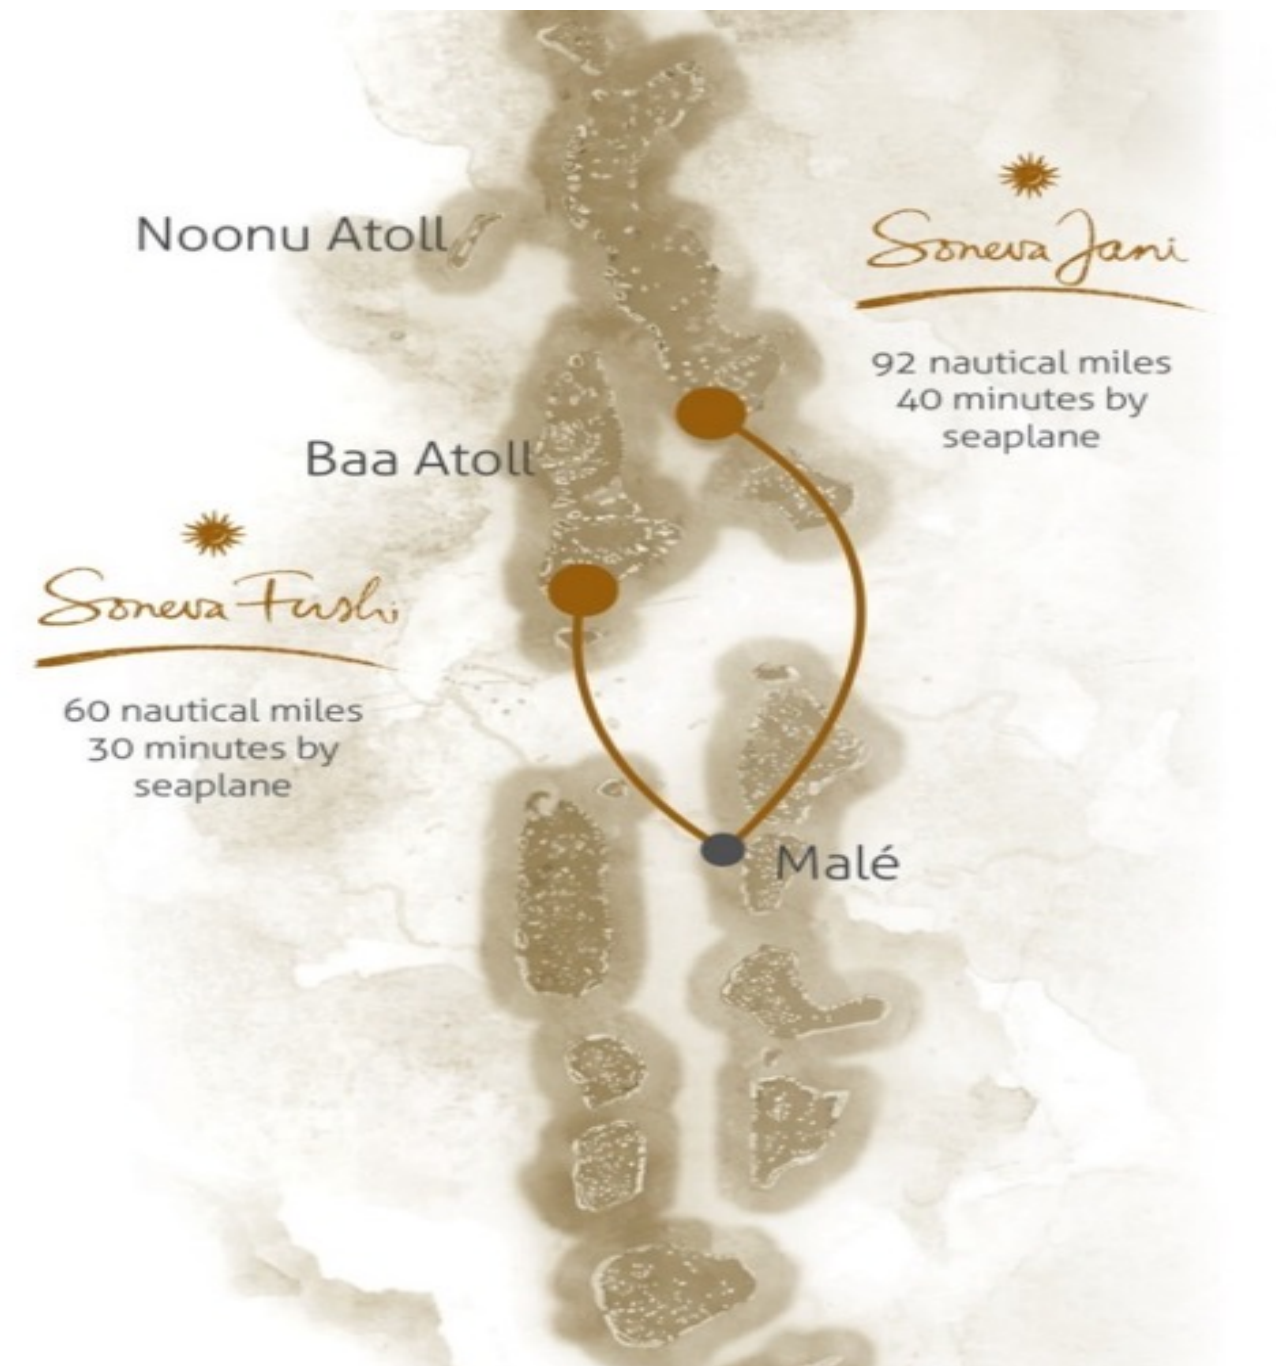 Noonu Atoll
Soneva Jani
92 nautical miles
40 minutes by
seaplane
Baa Atoll
Soneva Fushi
60 nautical miles
30 minutes by
seaplane
Malé